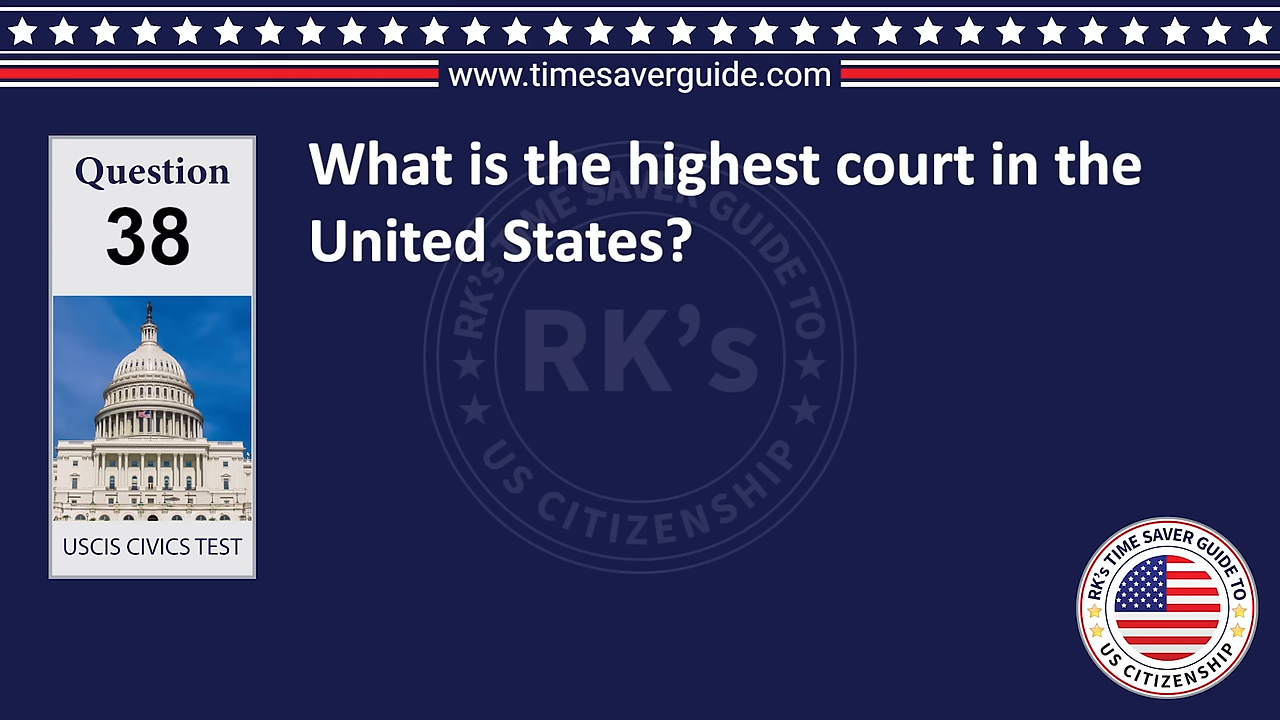 www.timesaverguide.com
Question
38
USCIS CIVICS TEST
What is the highest court in the
United States?
RK's TIME SAVER GUIDE TO
RK's
US CITIZENSHIP
RK's TIME SAVER GUIDE TO
US CITIZENSHIP